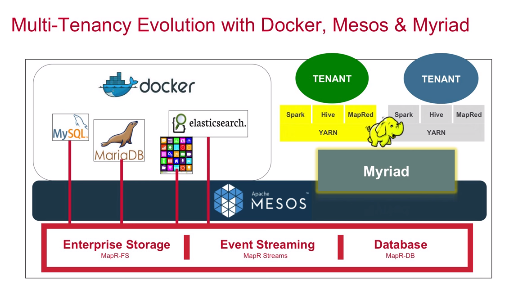 Multi-Tenancy Evolution with Docker, Mesos & Myriad
docker
MySQL
MariaDB
elasticsearch.
TENANT
TENANT
Spark Hive MapRed
YARN
Spark Hive MapRed
YARN
Myriad
Apache
MESOS
Enterprise Storage
MapR-FS
Event Streaming
MapR Streams
Database
MapR-DB